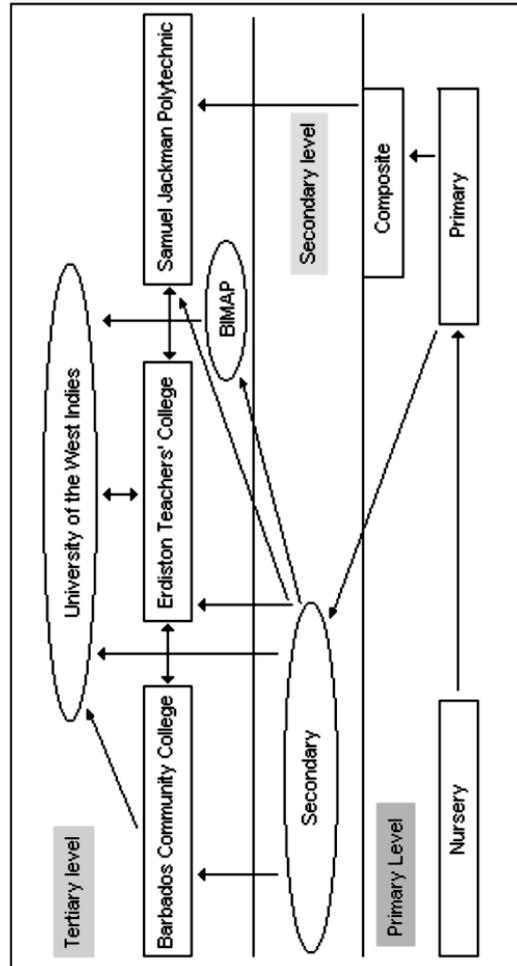 Tertiary level
University of the West Indies
Barbados Community College
Erdiston Teachers' College
Samuel Jackman Polytechnic
BIMAP
Secondary level
Secondary
Composite
Primary Level
Nursery
Primary